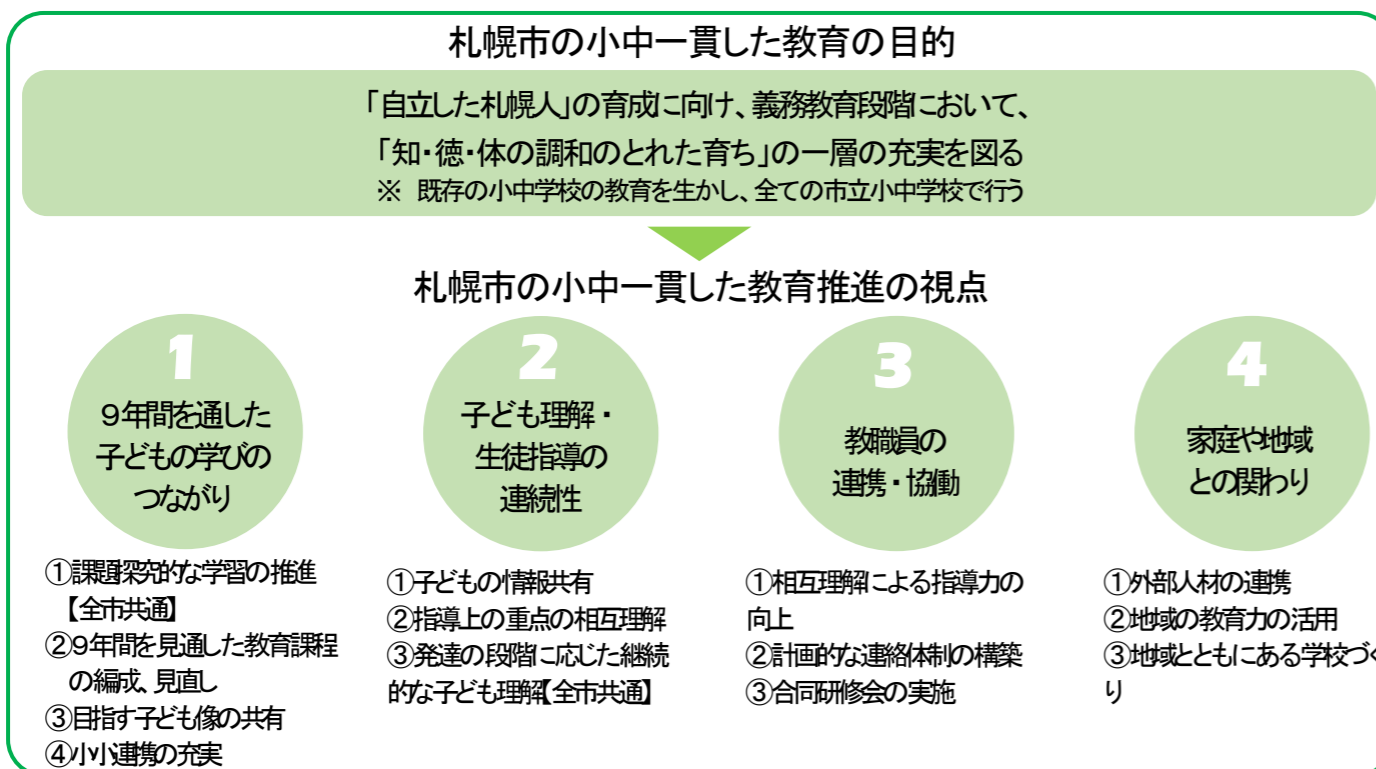 札幌市の小中一貫した教育の目的
「自立した札幌人」の育成に向け、義務教育段階において、
「知・徳・体の調和のとれた育ち」の一層の充実を図る
※ 既存の小中学校の教育を生かし、全ての市立小中学校で行う
札幌市の小中一貫した教育推進の視点
1
9年間を通した
子どもの学びの
つながり
①課題探究的な学習の推進
【全市共通】
②9年間を見通した教育課程
の編成、見直し
③目指す子ども像の共有
④小小連携の充実
2
子ども理解・
生徒指導の
連続性
①子どもの情報共有
②指導上の重点の相互理解
③発達の段階に応じた継続
的な子ども理解【全市共通】
3
教職員の
連携・協働
①相互理解による指導力の
向上
②計画的な連絡体制の構築
③合同研修会の実施
4
家庭や地域
との関わり
①外部人材の連携
②地域の教育力の活用
③地域とともにある学校づく
り